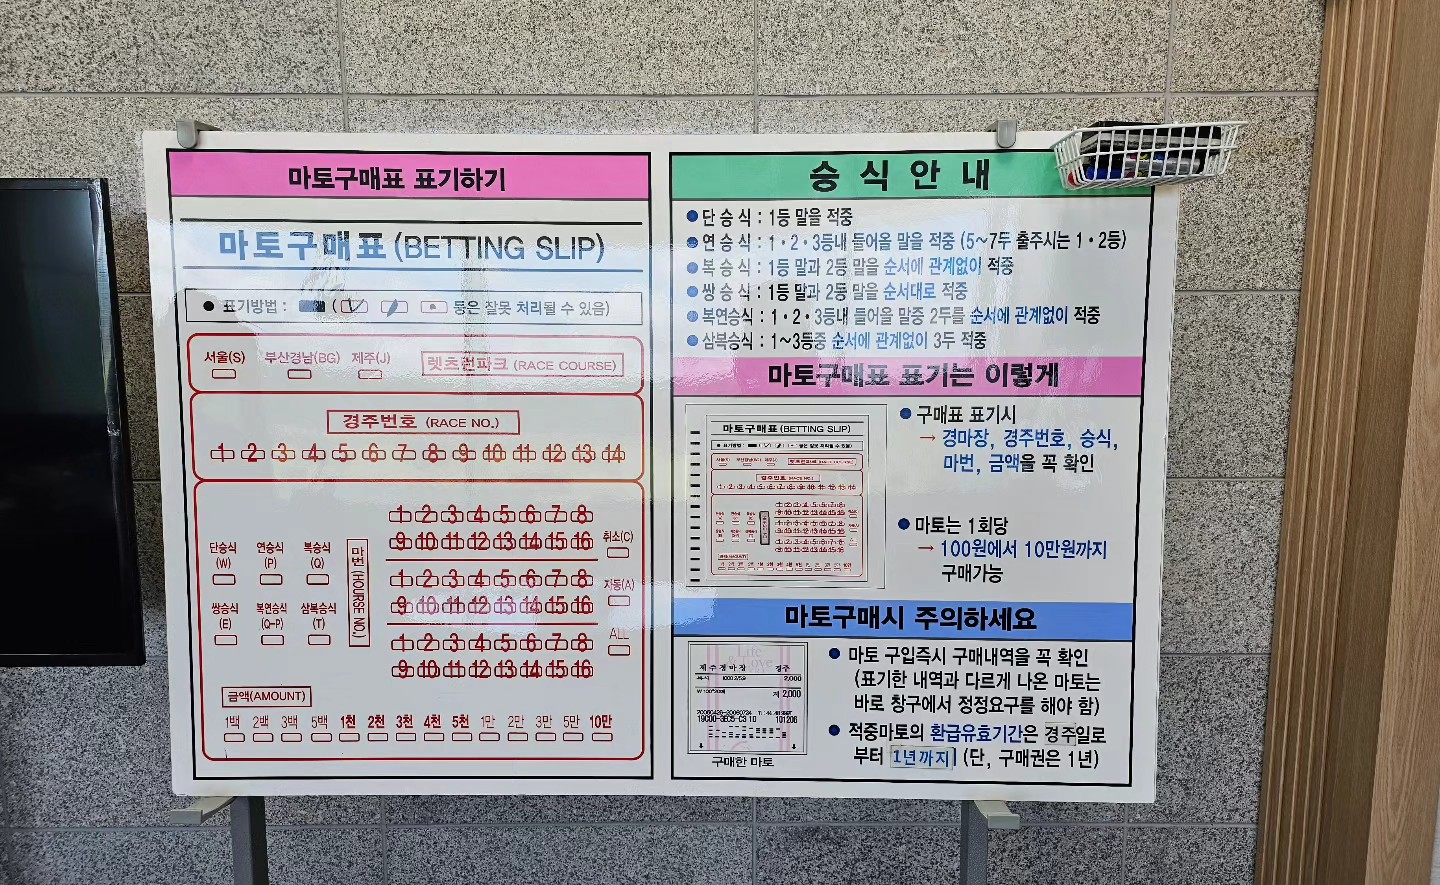 마토구매표 표기하기
마토구매표 (BETTING SLIP)
● 표기방법 : ( 등은 잘못 처리될 수 있음)
서울(S) 부산경남(BG) 제주(J) 렛츠런파크 (RACE COURSE)
경주번호 (RACE NO.)
1 2 3 4 5 6 7 8 9 10 11 12 13 14
단승식 (W) 연승식 (P) 복승식 (Q)
쌍승식 (E) 복연승식 (Q-P) 삼복승식 (T)
마번 (HOURSE NO.)
1 2 3 4 5 6 7 8
9 10 11 12 13 14 15 16
1 2 3 4 5 6 7 8
9 10 11 12 13 14 15 16
1 2 3 4 5 6 7 8
9 10 11 12 13 14 15 16
취소(C)
자동(A)
ALL
금액(AMOUNT)
1백 2백 3백 5백 1천 2천 3천 4천 5천 1만 2만 3만 5만 10만
승 식 안 내
● 단 승 식 : 1등 말을 적중
● 연 승 식 : 1・2・3등내 들어올 말을 적중 (5~7두 출주시는 1・2등)
● 복 승 식 : 1등 말과 2등 말을 순서에 관계없이 적중
● 쌍 승 식 : 1등 말과 2등 말을 순서대로 적중
● 복연승식 : 1・2・3등내 들어올 말중 2두를 순서에 관계없이 적중
● 삼복승식 : 1~3등중 순서에 관계없이 3두 적중
마토구매표 표기는 이렇게
마토구매표(BETTING SLIP)
● 구매표 표기시
→ 경마장, 경주번호, 승식,
마번, 금액을 꼭 확인
● 마토는 1회당
→ 100원에서 10만원까지
구매가능
마토구매시 주의하세요
제주경마장 경주
2,000
계 2,000
구매한 마토
● 마토 구입즉시 구매내역을 꼭 확인
(표기한 내역과 다르게 나온 마토는
바로 창구에서 정정요구를 해야 함)
● 적중마토의 환급유효기간은 경주일로
부터 1년까지 (단, 구매권은 1년)